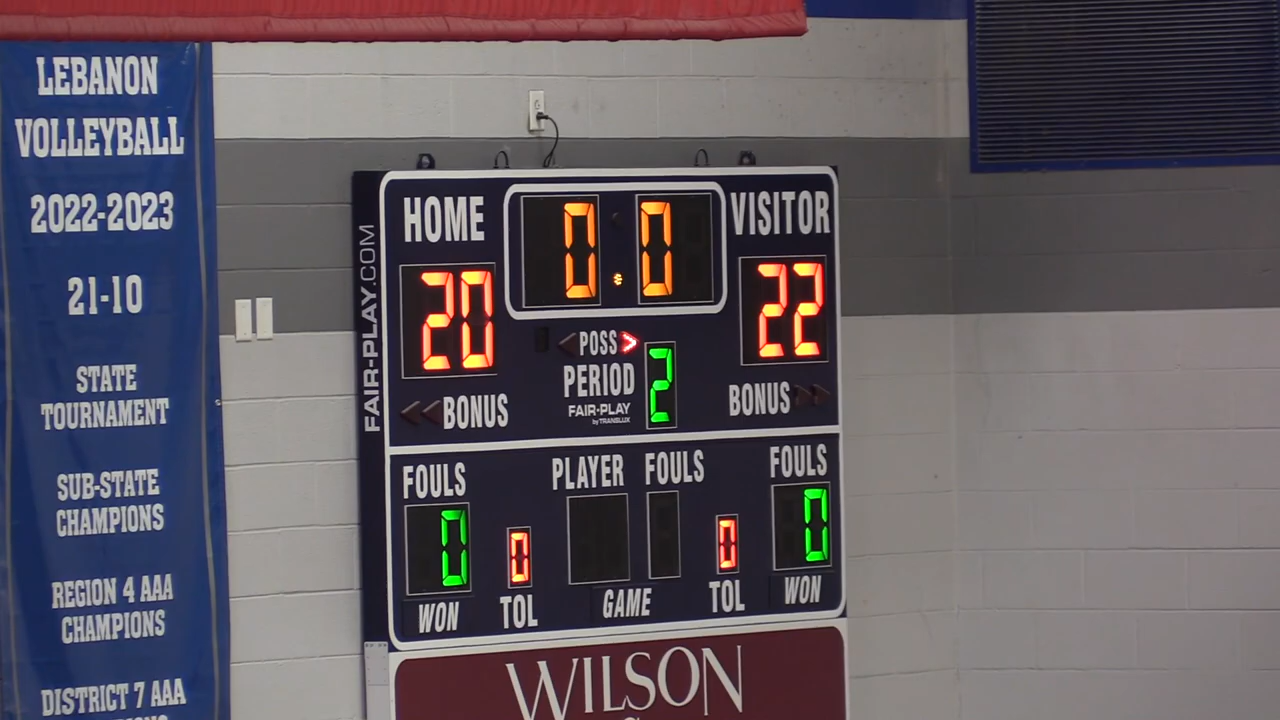 LEBANON
VOLLEYBALL
2022-2023
21-10
STATE
TOURNAMENT
SUB-STATE
CHAMPIONS
REGION 4 AAA
CHAMPIONS
DISTRICT 7 AAA
FAIR-PLAY.COM
HOME
0.0
VISITOR
20
22
POSS >
PERIOD
2
FAIR-PLAY
by TRANSLUX
BONUS
BONUS
FOULS
PLAYER
FOULS
FOULS
0
0
0
0
WON
TOL
GAME
TOL
WON
WILSON